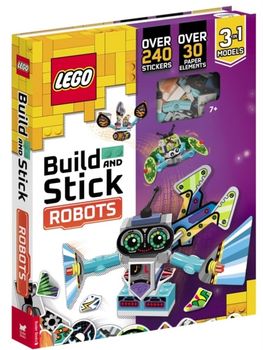 LEGO
Build AND
Stick
ROBOTS
OVER
240
STICKERS
OVER
30
PAPER
ELEMENTS
3-in-1
MODELS
7+
LEGO
Build AND
Stick
ROBOTS